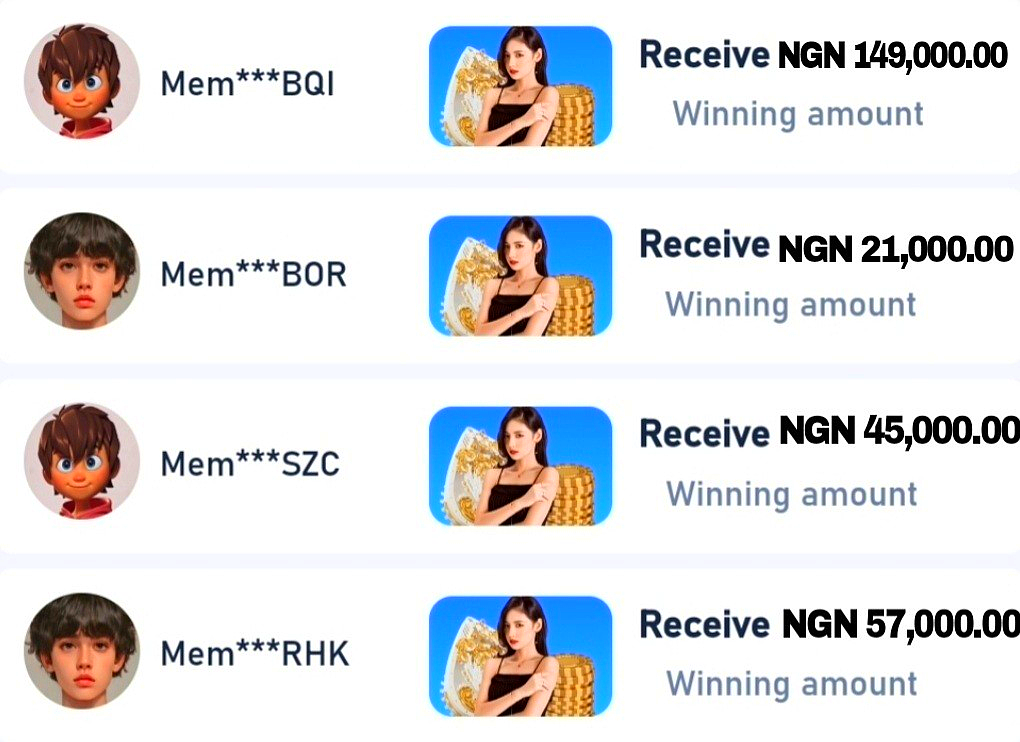 Mem***BQI
Receive NGN 149,000.00
Winning amount
Mem***BOR
Receive NGN 21,000.00
Winning amount
Mem***SZC
Receive NGN 45,000.00
Winning amount
Mem***RHK
Receive NGN 57,000.00
Winning amount